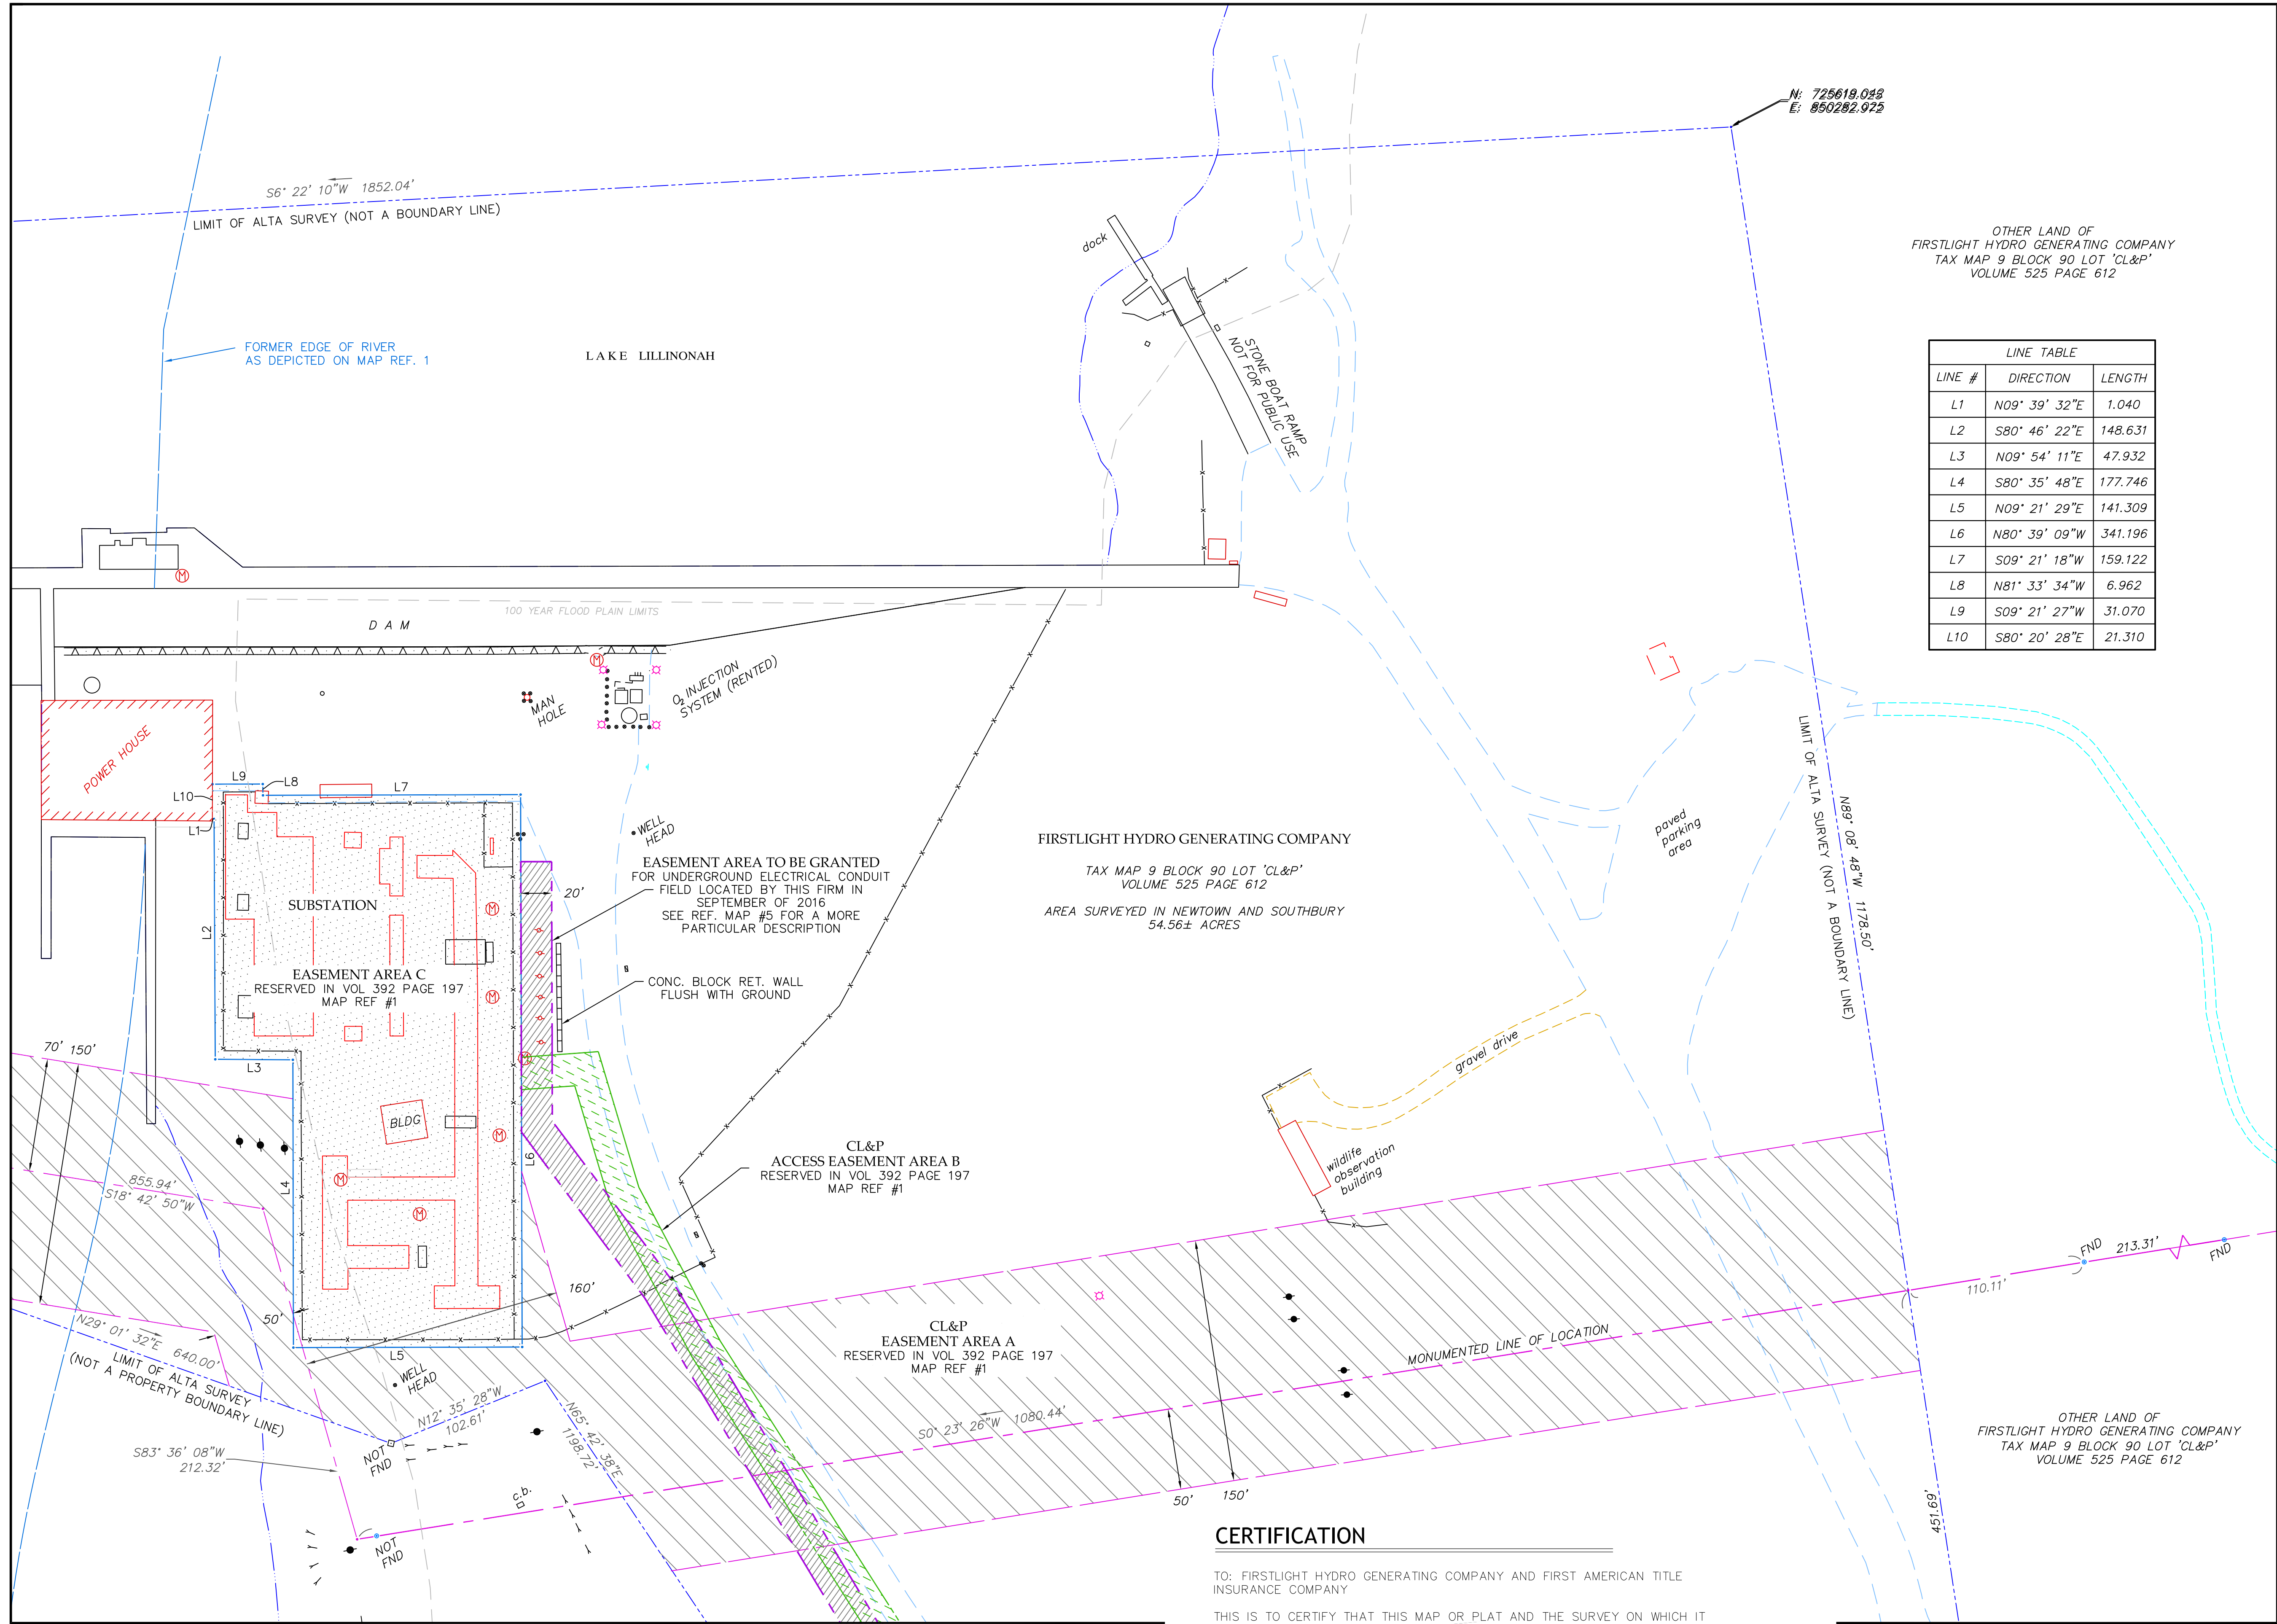 S6° 22' 10"W 1852.04'
LIMIT OF ALTA SURVEY (NOT A BOUNDARY LINE)
FORMER EDGE OF RIVER
AS DEPICTED ON MAP REF. 1
LAKE LILLINONAH
dock
STONE BOAT RAMP
NOT FOR PUBLIC USE
OTHER LAND OF
FIRSTLIGHT HYDRO GENERATING COMPANY
TAX MAP 9 BLOCK 90 LOT 'CL&P'
VOLUME 525 PAGE 612
LINE TABLE
LINE # DIRECTION LENGTH
L1 N09° 39' 32"E 1.040
L2 S80° 46' 22"E 148.631
L3 N09° 54' 11"E 47.932
L4 S80° 35' 48"E 177.746
L5 N09° 21' 29"E 141.309
L6 N80° 39' 09"W 341.196
L7 S09° 21' 18"W 159.122
L8 N81° 33' 34"W 6.962
L9 S09° 21' 27"W 31.070
L10 S80° 20' 28"E 21.310
M
100 YEAR FLOOD PLAIN LIMITS
DAM
M
MAN
HOLE
O2 INJECTION
SYSTEM (RENTED)
POWER HOUSE
L9
L8
L7
L10
L1
WELL
HEAD
EASEMENT AREA TO BE GRANTED
FOR UNDERGROUND ELECTRICAL CONDUIT
FIELD LOCATED BY THIS FIRM IN
SEPTEMBER OF 2016
SEE REF. MAP #5 FOR A MORE
PARTICULAR DESCRIPTION
20'
SUBSTATION
M
L2
EASEMENT AREA C
RESERVED IN VOL 392 PAGE 197
MAP REF #1
M
CONC. BLOCK RET. WALL
FLUSH WITH GROUND
FIRSTLIGHT HYDRO GENERATING COMPANY
TAX MAP 9 BLOCK 90 LOT 'CL&P'
VOLUME 525 PAGE 612
AREA SURVEYED IN NEWTOWN AND SOUTHBURY
54.56± ACRES
paved
parking
area
LIMIT OF ALTA SURVEY (NOT A BOUNDARY LINE)
N89° 08' 48"W 1178.50'
gravel drive
70' 150'
L3
M
BLDG
M
L6
M
L4
M
855.94'
S18° 42' 50"W
CL&P
ACCESS EASEMENT AREA B
RESERVED IN VOL 392 PAGE 197
MAP REF #1
wildlife
observation
building
FND 213.31'
FND
110.11'
160'
50'
L5
N29° 01' 32"E 640.00'
LIMIT OF ALTA SURVEY
(NOT A PROPERTY BOUNDARY LINE)
WELL
HEAD
N12° 35' 28"W
102.61'
N65° 42' 38"E
1198.72'
NOT
FND
S83° 36' 08"W
212.32'
c.b.
NOT
FND
CL&P
EASEMENT AREA A
RESERVED IN VOL 392 PAGE 197
MAP REF #1
MONUMENTED LINE OF LOCATION
S0° 23' 26"W 1080.44'
50'
150'
OTHER LAND OF
FIRSTLIGHT HYDRO GENERATING COMPANY
TAX MAP 9 BLOCK 90 LOT 'CL&P'
VOLUME 525 PAGE 612
451.69'
CERTIFICATION
TO: FIRSTLIGHT HYDRO GENERATING COMPANY AND FIRST AMERICAN TITLE
INSURANCE COMPANY
THIS IS TO CERTIFY THAT THIS MAP OR PLAT AND THE SURVEY ON WHICH IT